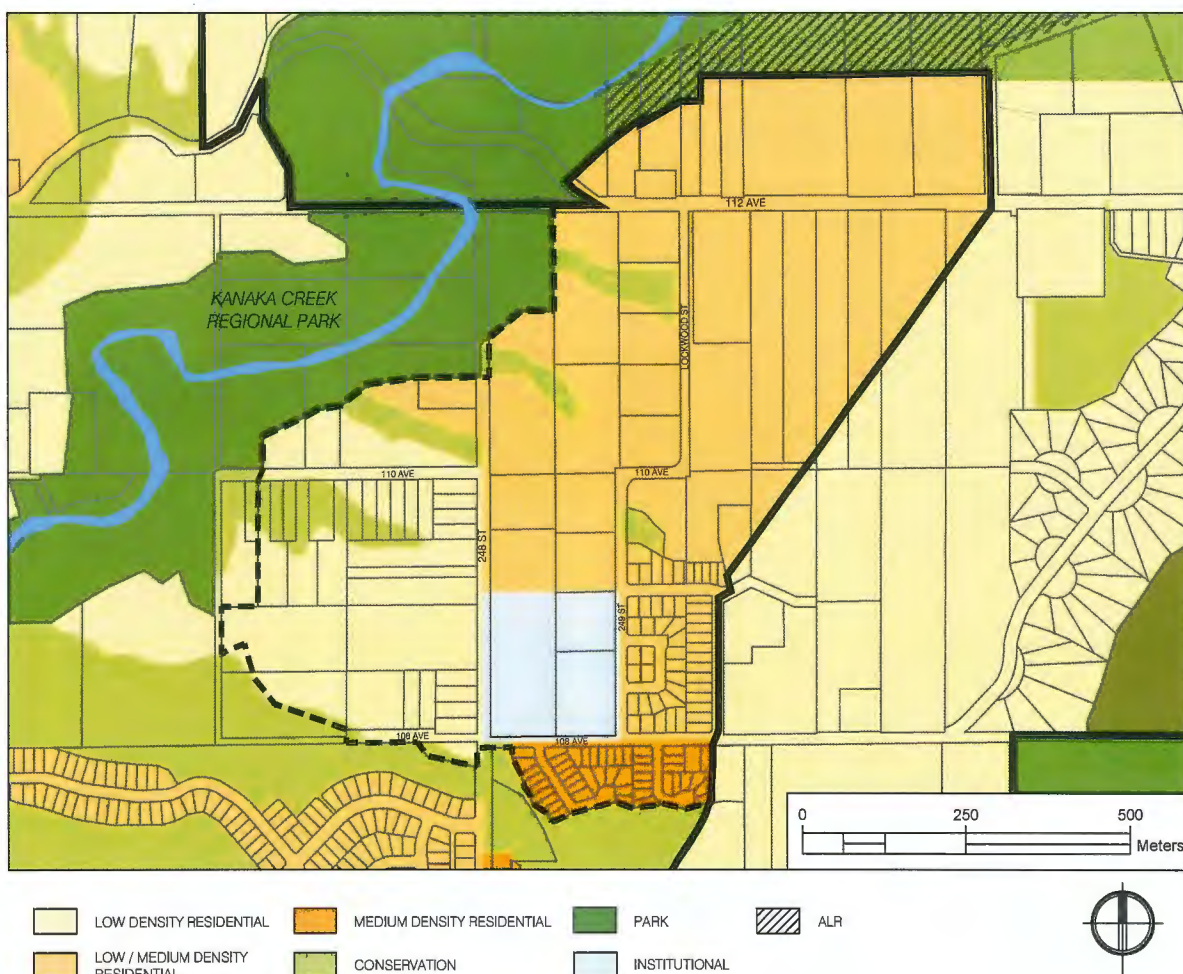 112 AVE
KANAKA CREEK
REGIONAL PARK
LOCKWOOD ST
110 AVE
110 AVE
248 ST
249 ST
108 AVE
108 AVE
0 250 500
Meters
LOW DENSITY RESIDENTIAL
MEDIUM DENSITY RESIDENTIAL
PARK
ALR
LOW / MEDIUM DENSITY
RESIDENTIAL
CONSERVATION
INSTITUTIONAL